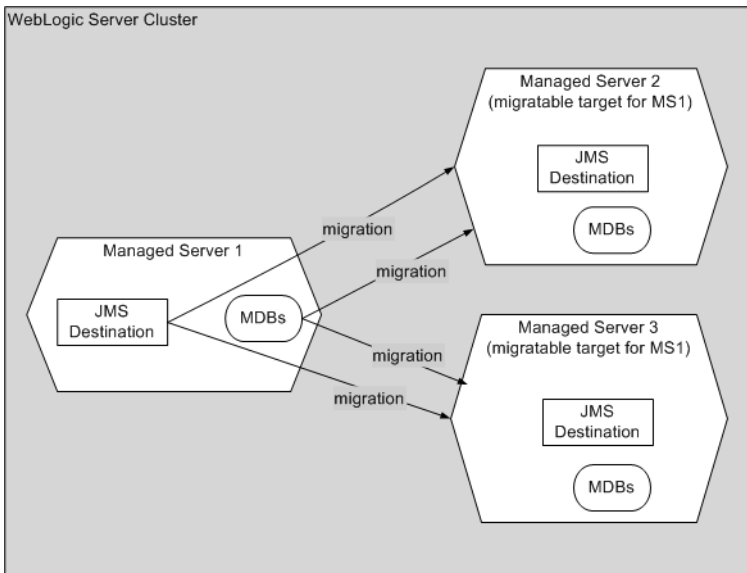 WebLogic Server Cluster
Managed Server 2
(migratable target for MS1)
JMS
Destination
MDBs
migration
migration
Managed Server 1
JMS
Destination
MDBs
migration
migration
Managed Server 3
(migratable target for MS1)
JMS
Destination
MDBs